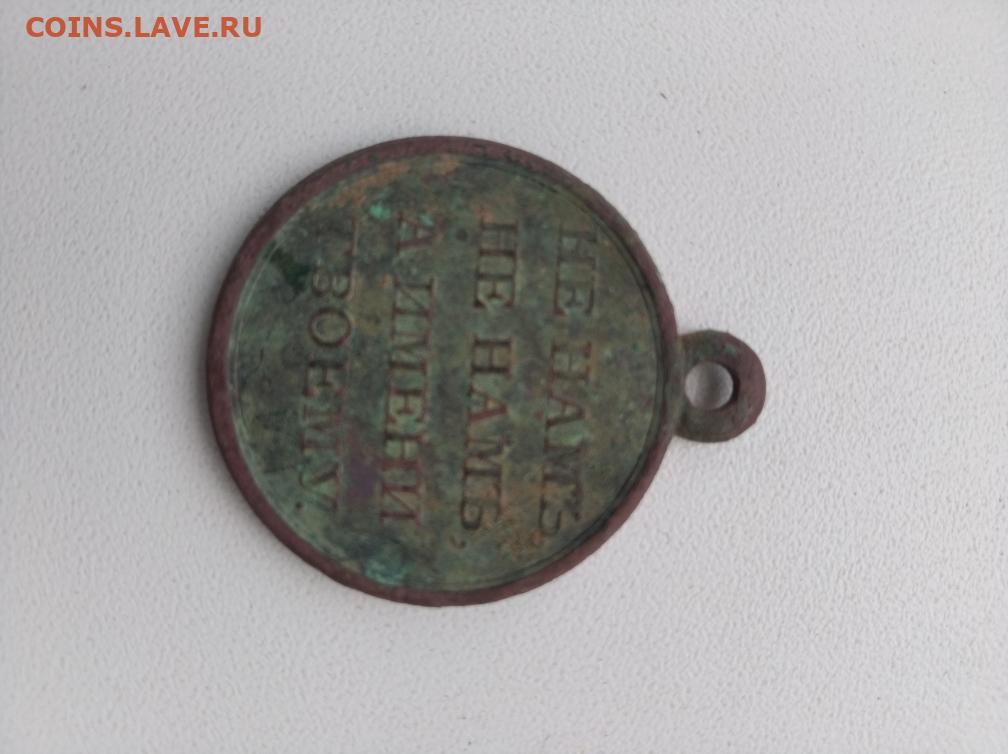 COINS.LAVE.RU
НЕ НАМЪ,
НЕ НАМЪ,
А ИМЕНИ
ТВОЕМУ.